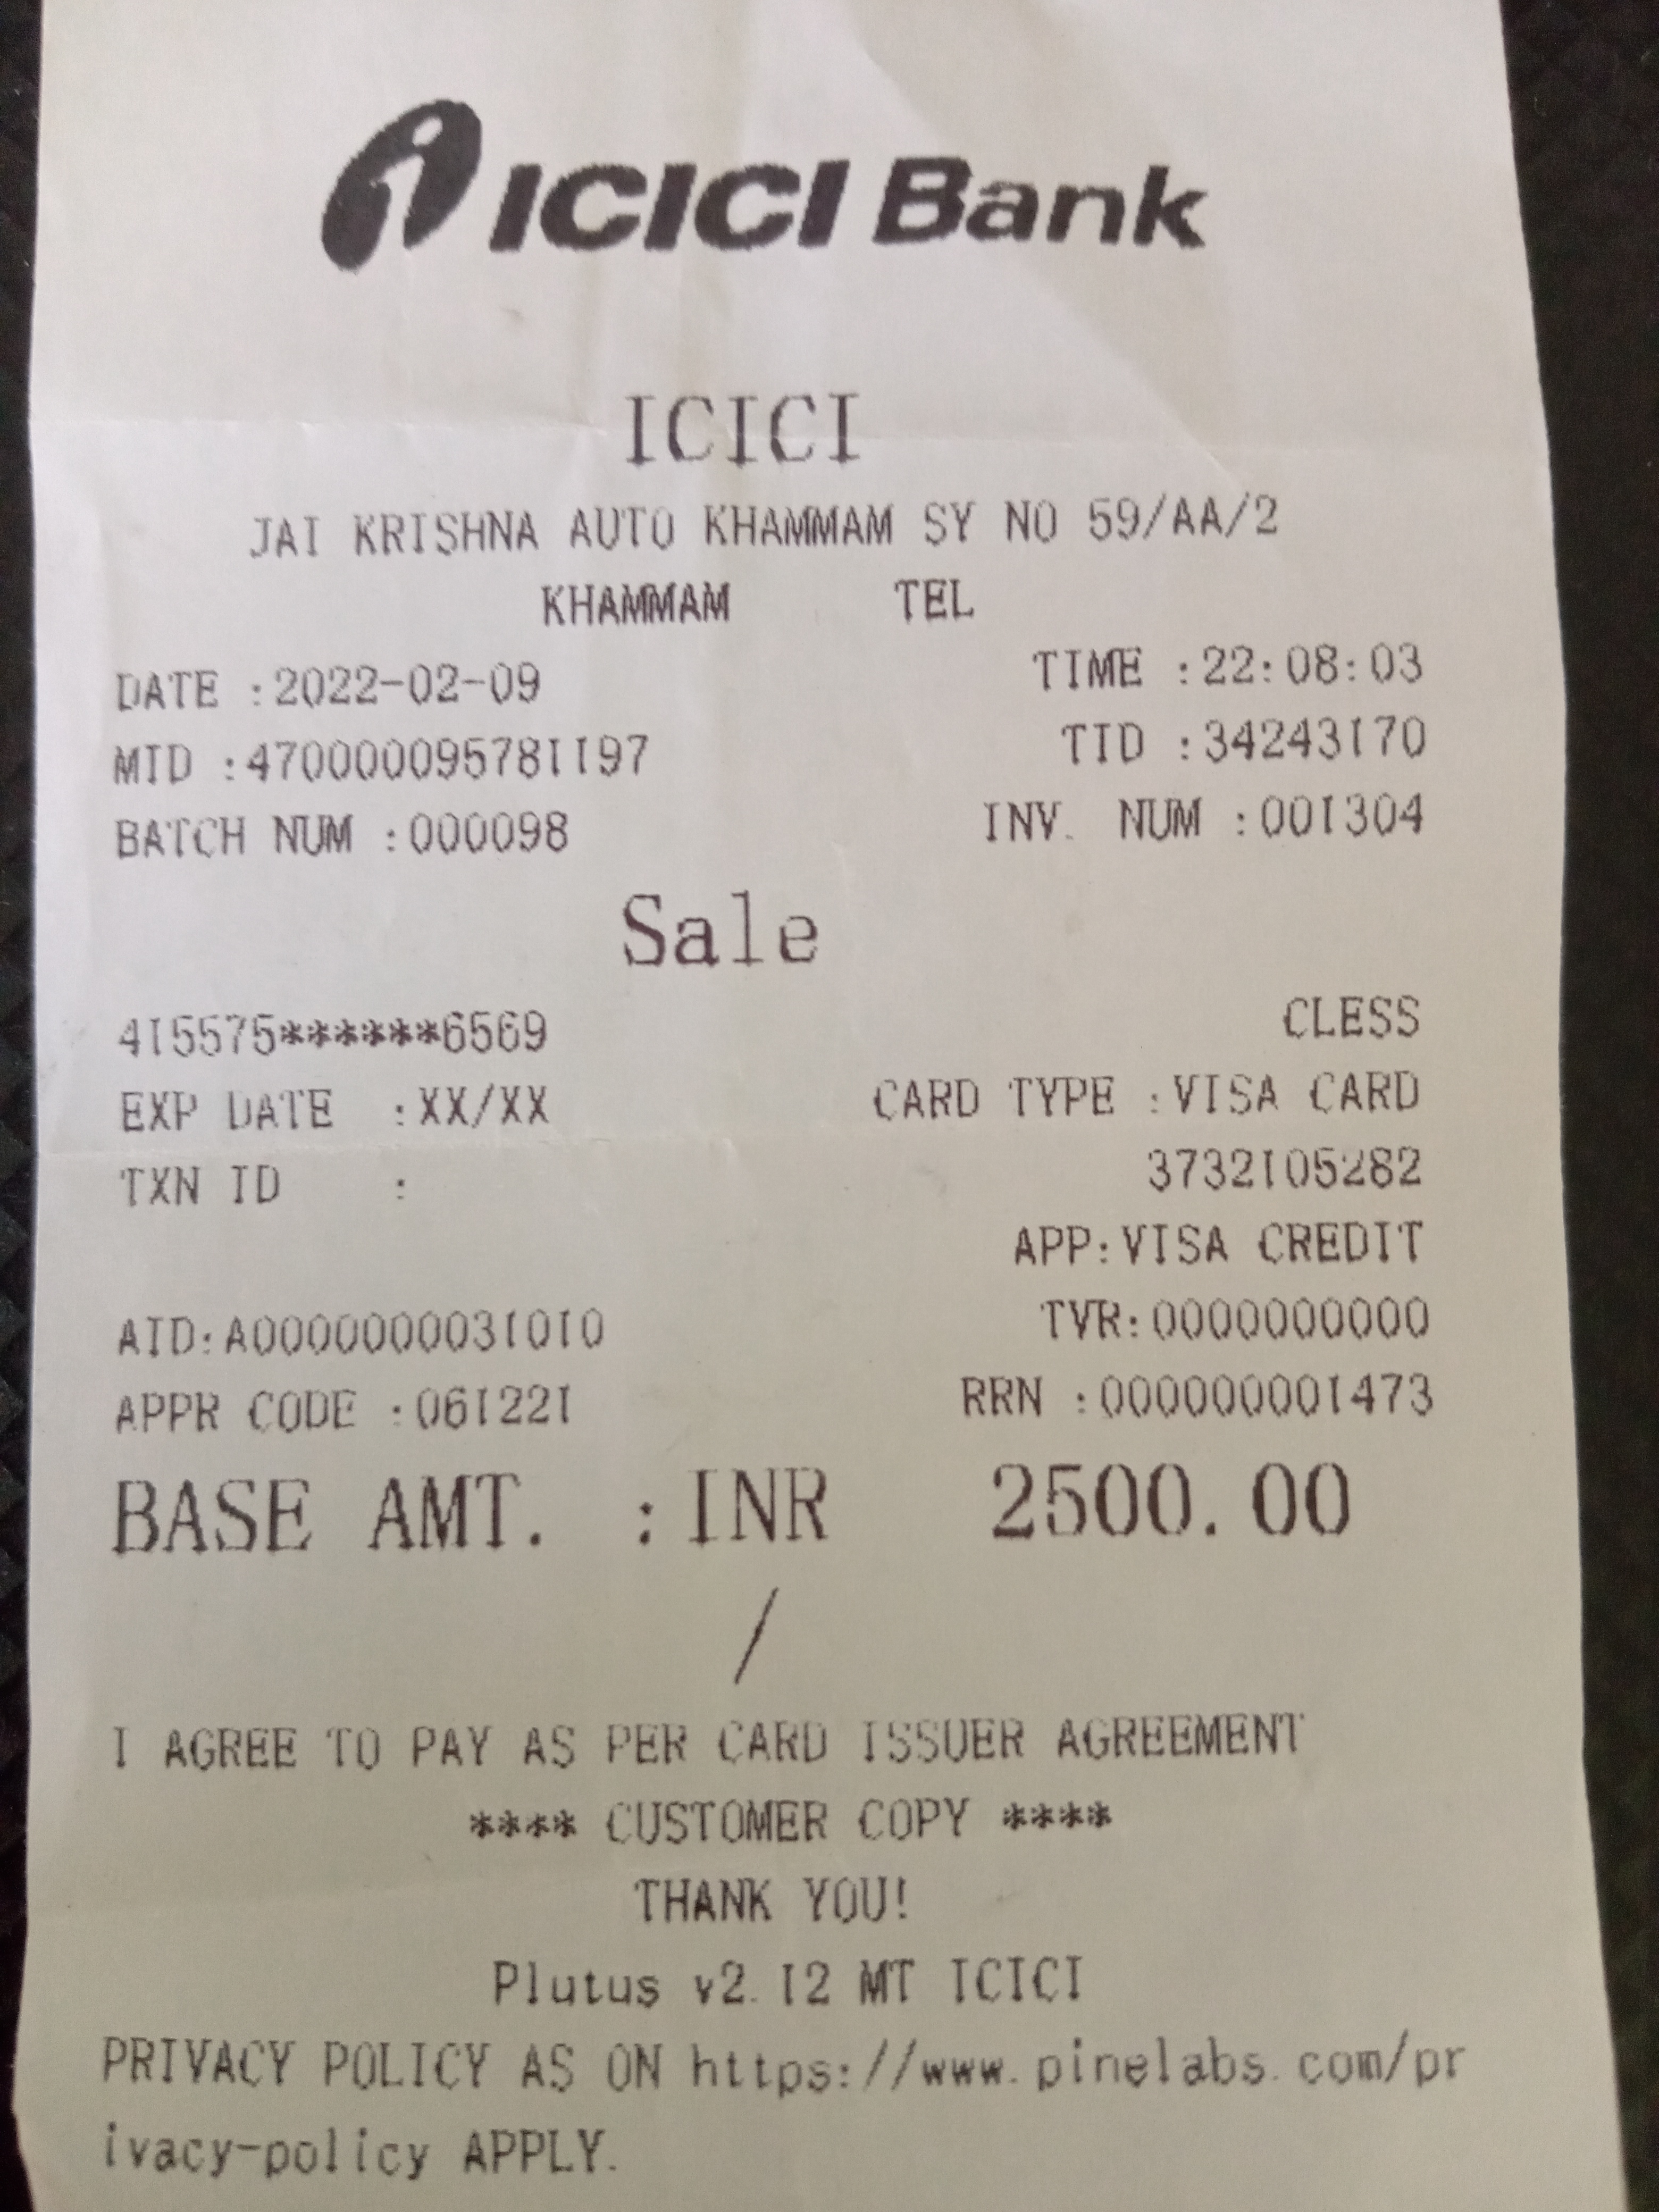 ICICI Bank
ICICI
JAI KRISHNA AUTO KHAMMAM SY NO 59/AA/2
KHAMMAM TEL
DATE :2022-02-09 TIME :22:08:03
MID :470000095781197 TID :34243170
BATCH NUM :000098 INV. NUM :001304
Sale
415575******6569 CLESS
EXP DATE :XX/XX CARD TYPE :VISA CARD
TXN ID : 3732105282
APP:VISA CREDIT
AID:A0000000031010 TVR:0000000000
APPR CODE :061221 RRN :000000001473
BASE AMT. :INR 2500.00
/
I AGREE TO PAY AS PER CARD ISSUER AGREEMENT
**** CUSTOMER COPY ****
THANK YOU!
Plutus v2.12 MT ICICI
PRIVACY POLICY AS ON https://www.pinelabs.com/pr
ivacy-policy APPLY.